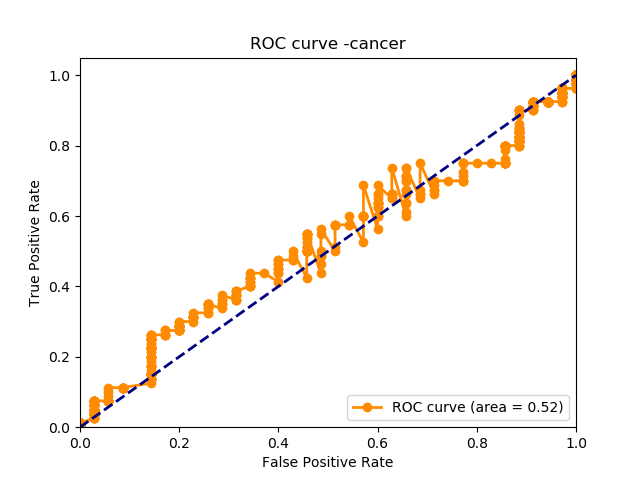 ROC curve -cancer
True Positive Rate
1.0
0.8
0.6
0.4
0.2
0.0
ROC curve (area = 0.52)
0.0 0.2 0.4 0.6 0.8 1.0
False Positive Rate